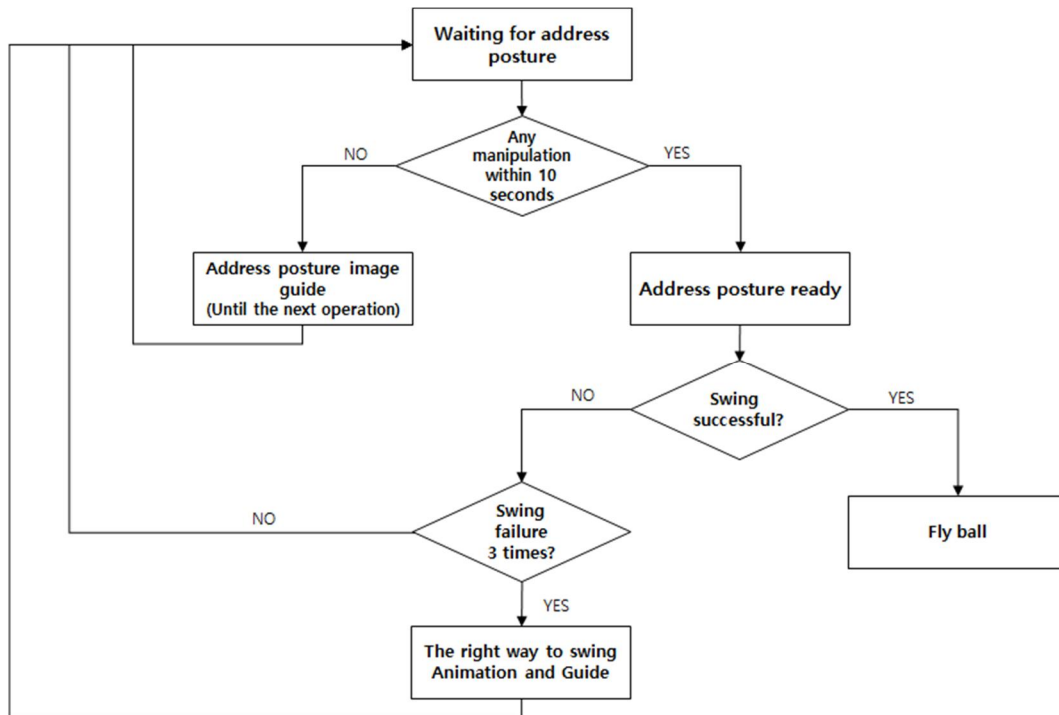 Waiting for address
posture
Any
manipulation
within 10
seconds
NO
YES
Address posture image
guide
(Until the next operation)
Address posture ready
Swing
successful?
NO
YES
Swing
failure
3 times?
NO
YES
Fly ball
The right way to swing
Animation and Guide